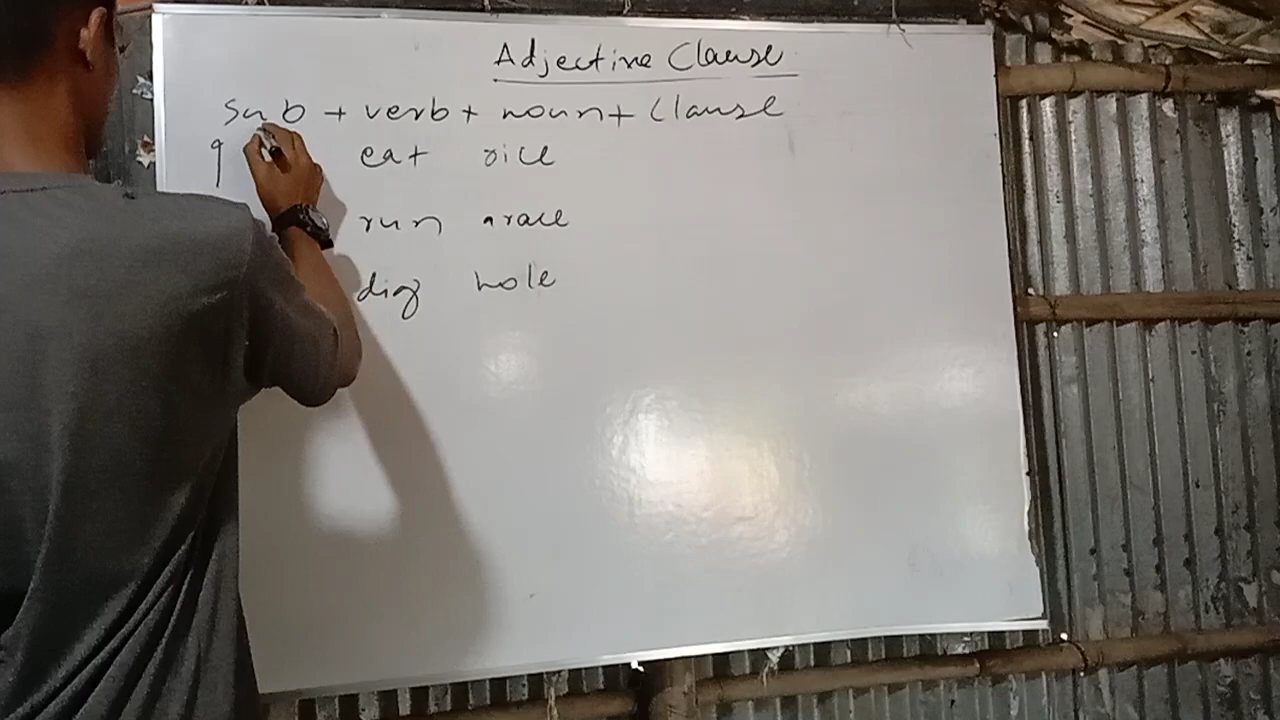 Adjective Clause
Sub + verb + noun + Clause
eat rice
run a race
dig hole